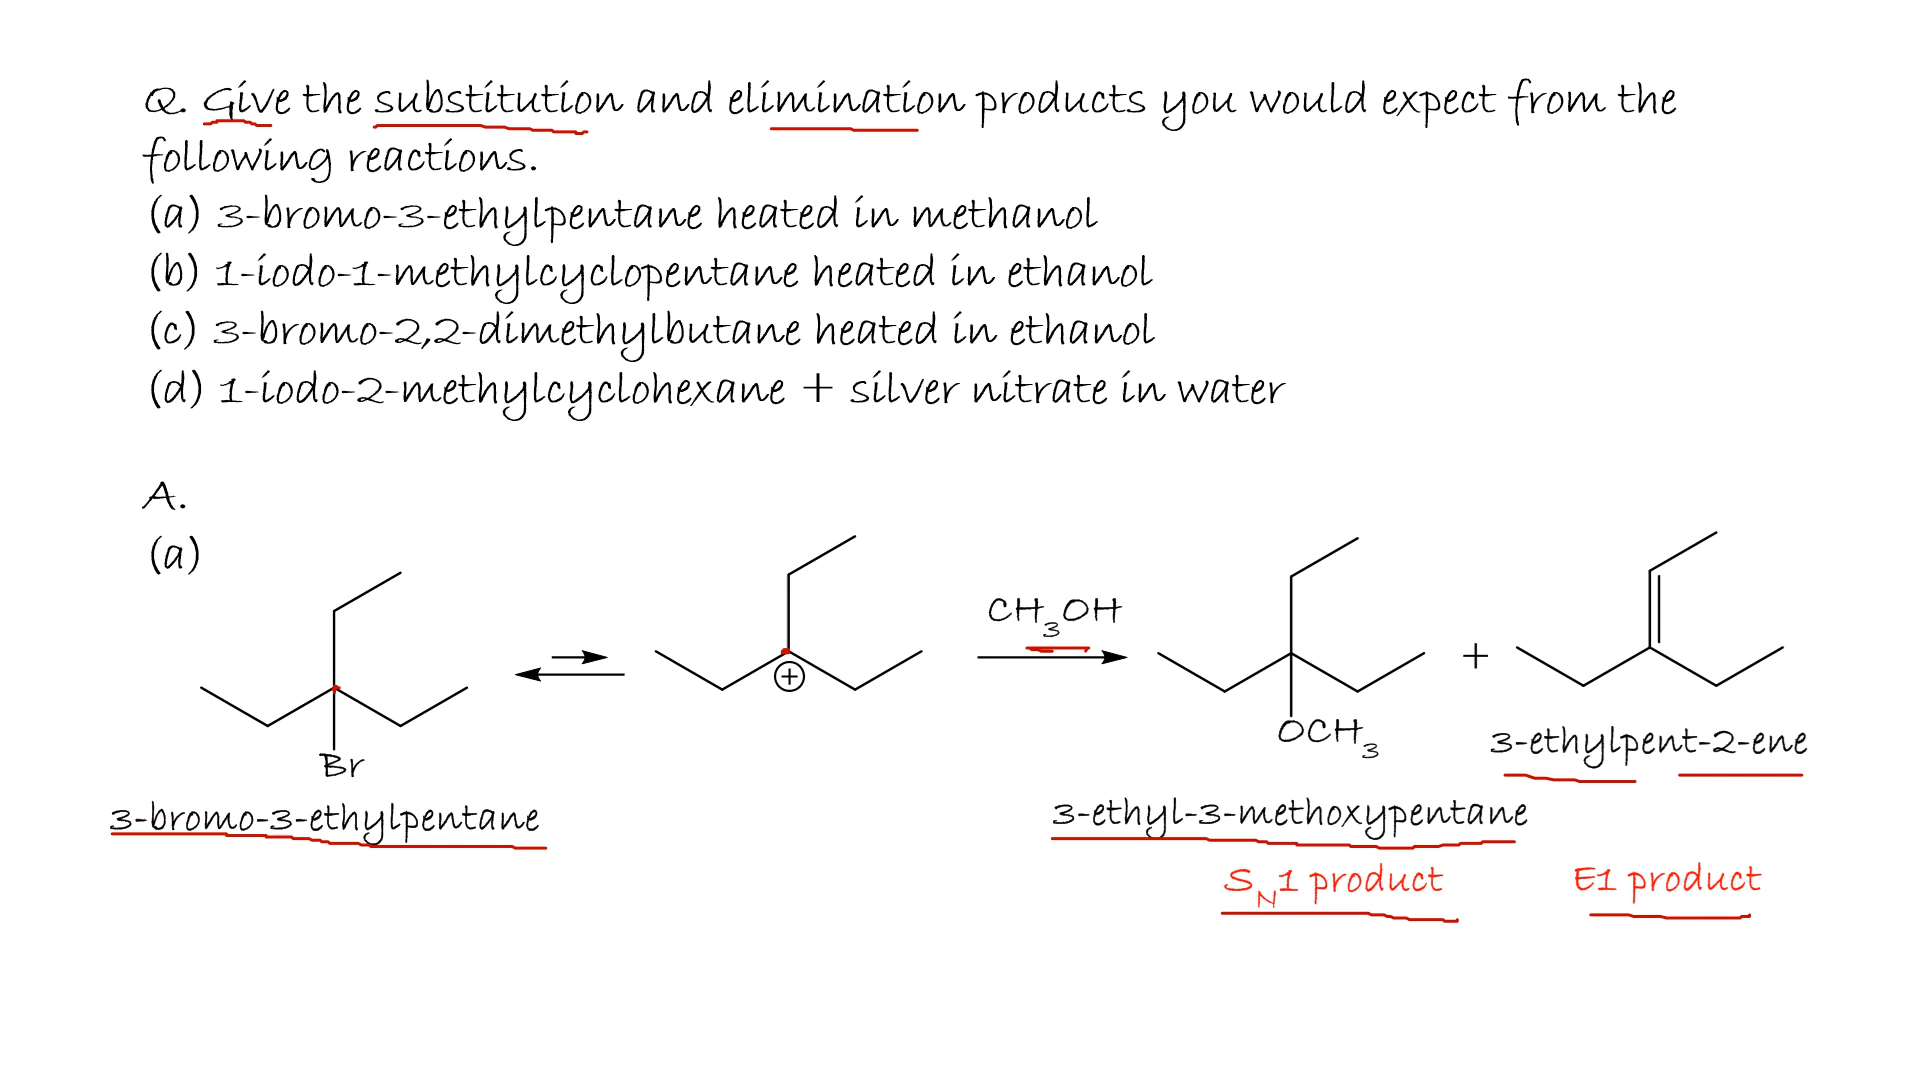 Q. Give the substitution and elimination products you would expect from the
following reactions.
(a) 3-bromo-3-ethylpentane heated in methanol
(b) 1-iodo-1-methylcyclopentane heated in ethanol
(c) 3-bromo-2,2-dimethylbutane heated in ethanol
(d) 1-iodo-2-methylcyclohexane + silver nitrate in water
A.
(a)
Br
3-bromo-3-ethylpentane
+
CH3OH
OCH3
3-ethyl-3-methoxypentane
SN1 product
+
3-ethylpent-2-ene
E1 product